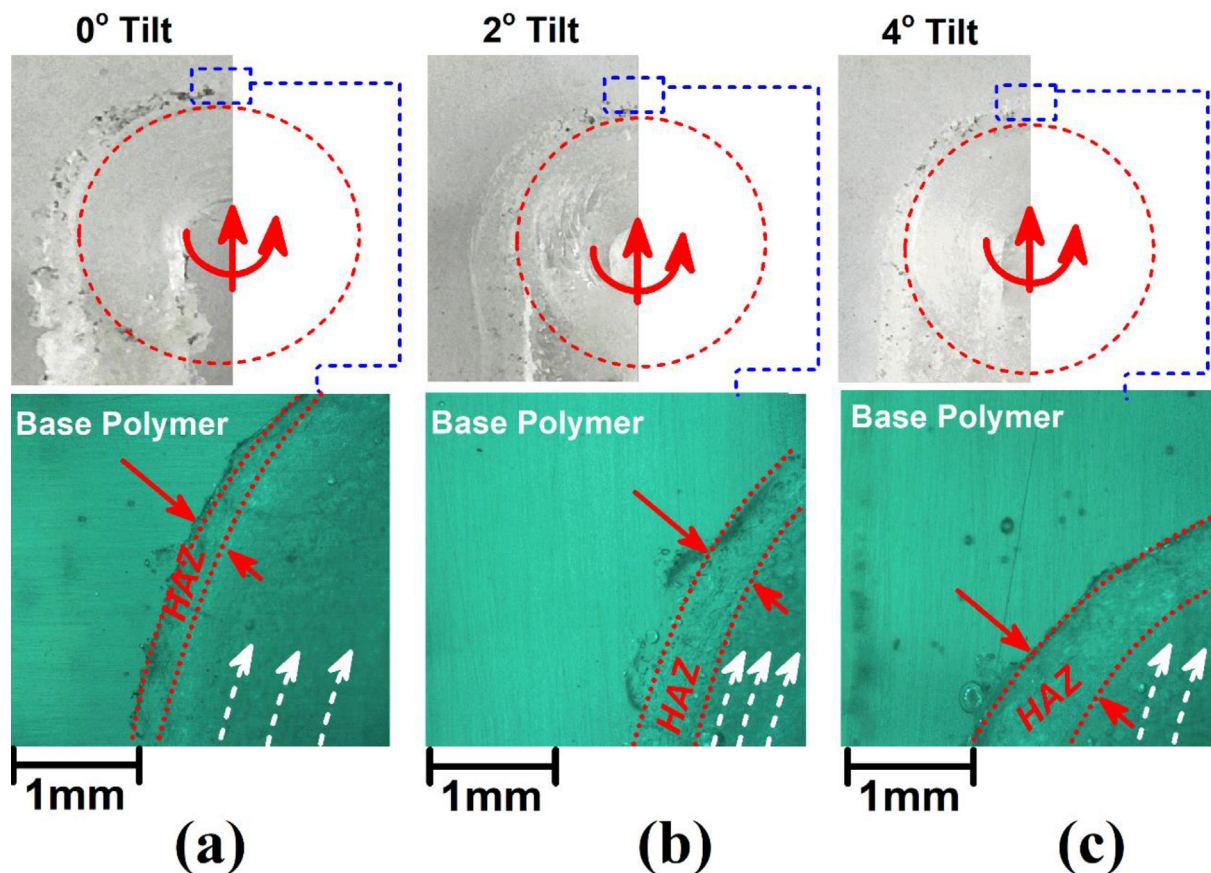 0° Tilt
2° Tilt
4° Tilt
Base Polymer
Base Polymer
Base Polymer
HAZ
HAZ
HAZ
1mm
1mm
1mm
(a)
(b)
(c)